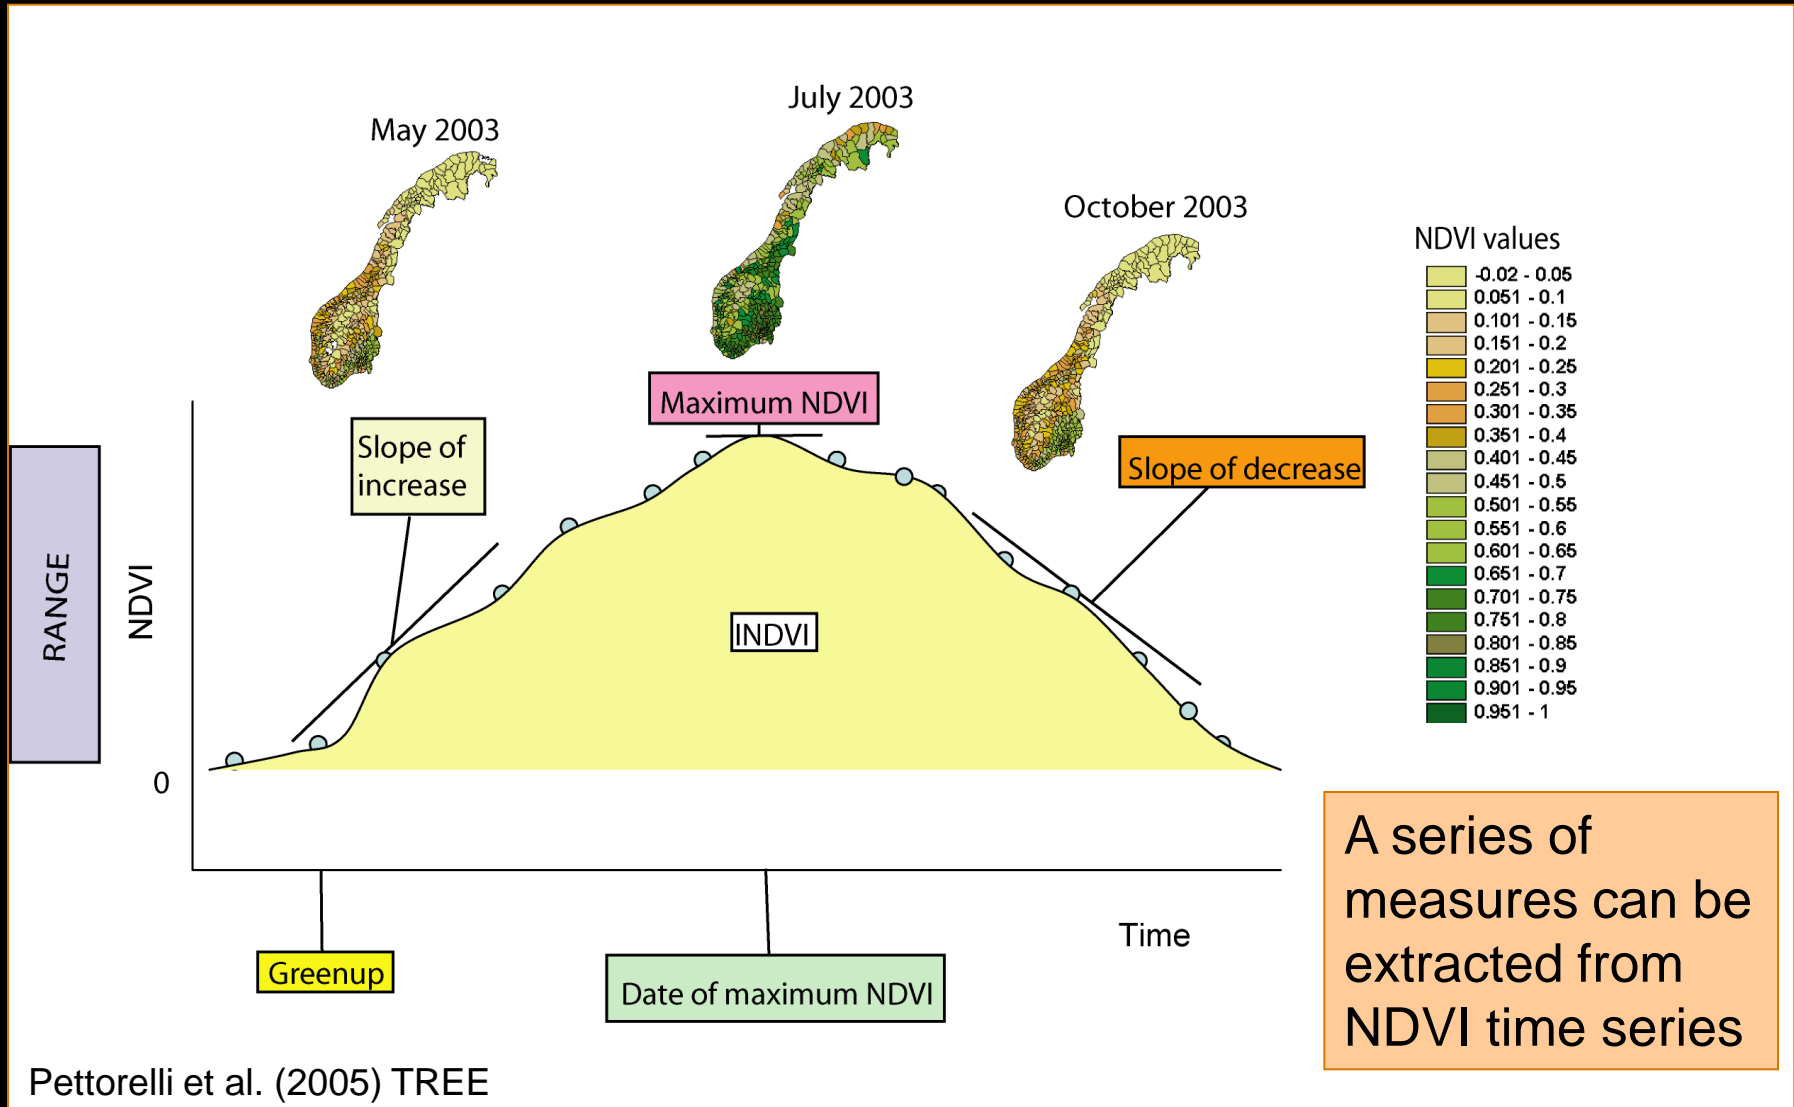 May 2003
July 2003
October 2003
NDVI values
-0.02 - 0.05
0.051 - 0.1
0.101 - 0.15
0.151 - 0.2
0.201 - 0.25
0.251 - 0.3
0.301 - 0.35
0.351 - 0.4
0.401 - 0.45
0.451 - 0.5
0.501 - 0.55
0.551 - 0.6
0.601 - 0.65
0.651 - 0.7
0.701 - 0.75
0.751 - 0.8
0.801 - 0.85
0.851 - 0.9
0.901 - 0.95
0.951 - 1
Maximum NDVI
Slope of
increase
Slope of decrease
RANGE
NDVI
INDVI
0
Time
Greenup
Date of maximum NDVI
A series of
measures can be
extracted from
NDVI time series
Pettorelli et al. (2005) TREE